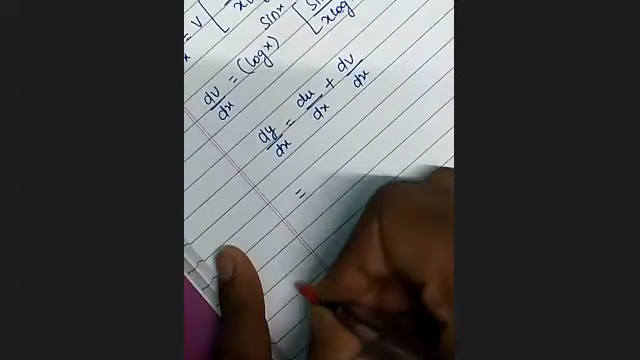 = v [
dv/dx = (log x)^sin x [sin x / x log
dy/dx = du/dx + dv/dx
=